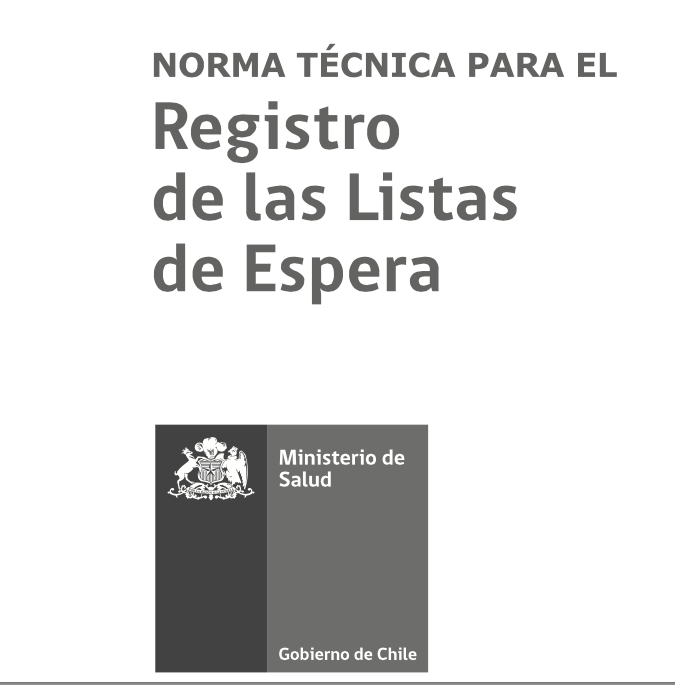 NORMA TÉCNICA PARA EL
Registro
de las Listas
de Espera
Ministerio de
Salud
Gobierno de Chile